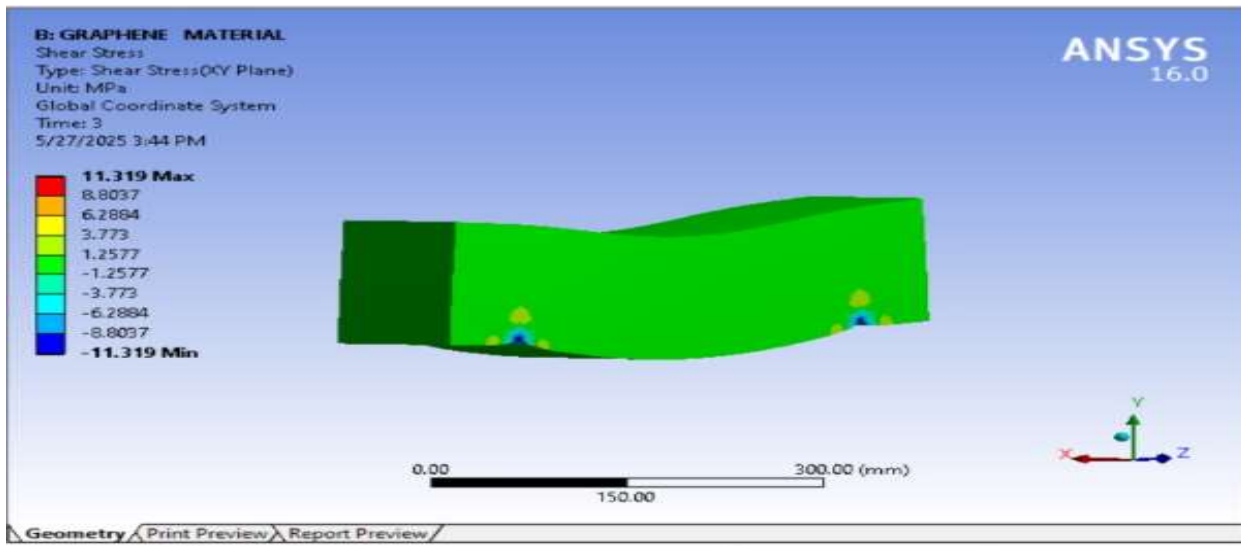 B: GRAPHENE MATERIAL
Shear Stress
Type: Shear Stress(XY Plane)
Unit: MPa
Global Coordinate System
Time: 3
5/27/2025 3:44 PM
ANSYS
16.0
11.319 Max
8.8037
6.2884
3.773
1.2577
-1.2577
-3.773
-6.2884
-8.8037
-11.319 Min
Y
X Z
0.00 300.00 (mm)
150.00
Geometry Print Preview Report Preview